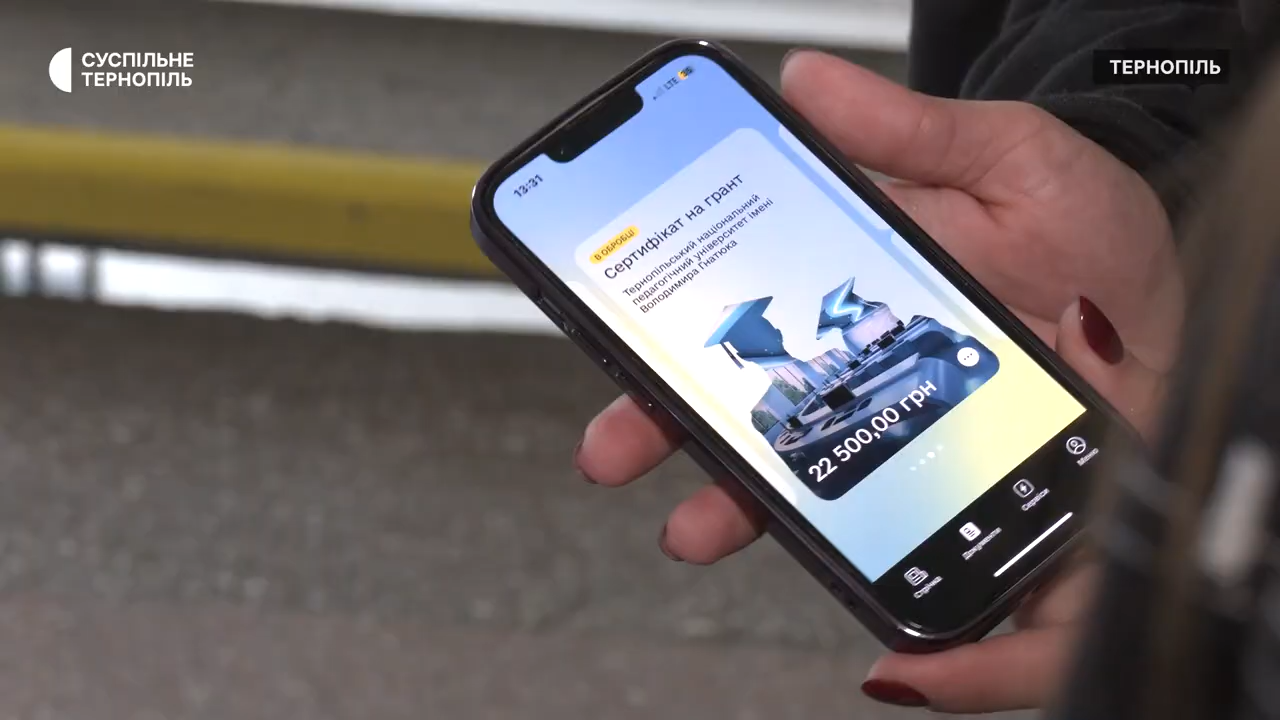 СУСПІЛЬНЕ
ТЕРНОПІЛЬ
ТЕРНОПІЛЬ
LTE
13:31
В ОБРОБЦІ
Сертифікат на грант
Тернопільський національний
педагогічний університет імені
Володимира Гнатюка
22 500,00 грн
Стрічка
Документи
Сервіси
Меню